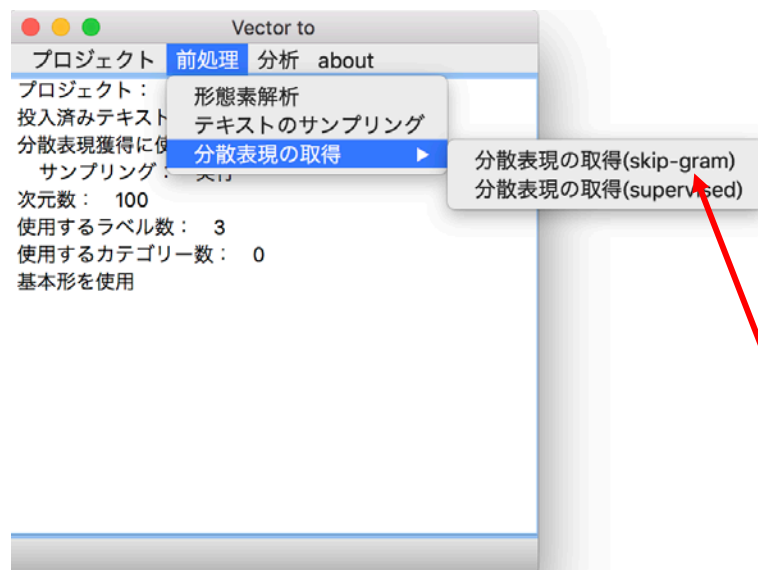 Vector to
プロジェクト 前処理 分析 about
プロジェクト：
形態素解析
投入済みテキスト
テキストのサンプリング
分散表現獲得に使
分散表現の取得 ▶
サンプリング：
分散表現の取得(skip-gram)
分散表現の取得(supervised)
次元数： 100
使用するラベル数： 3
使用するカテゴリー数： 0
基本形を使用